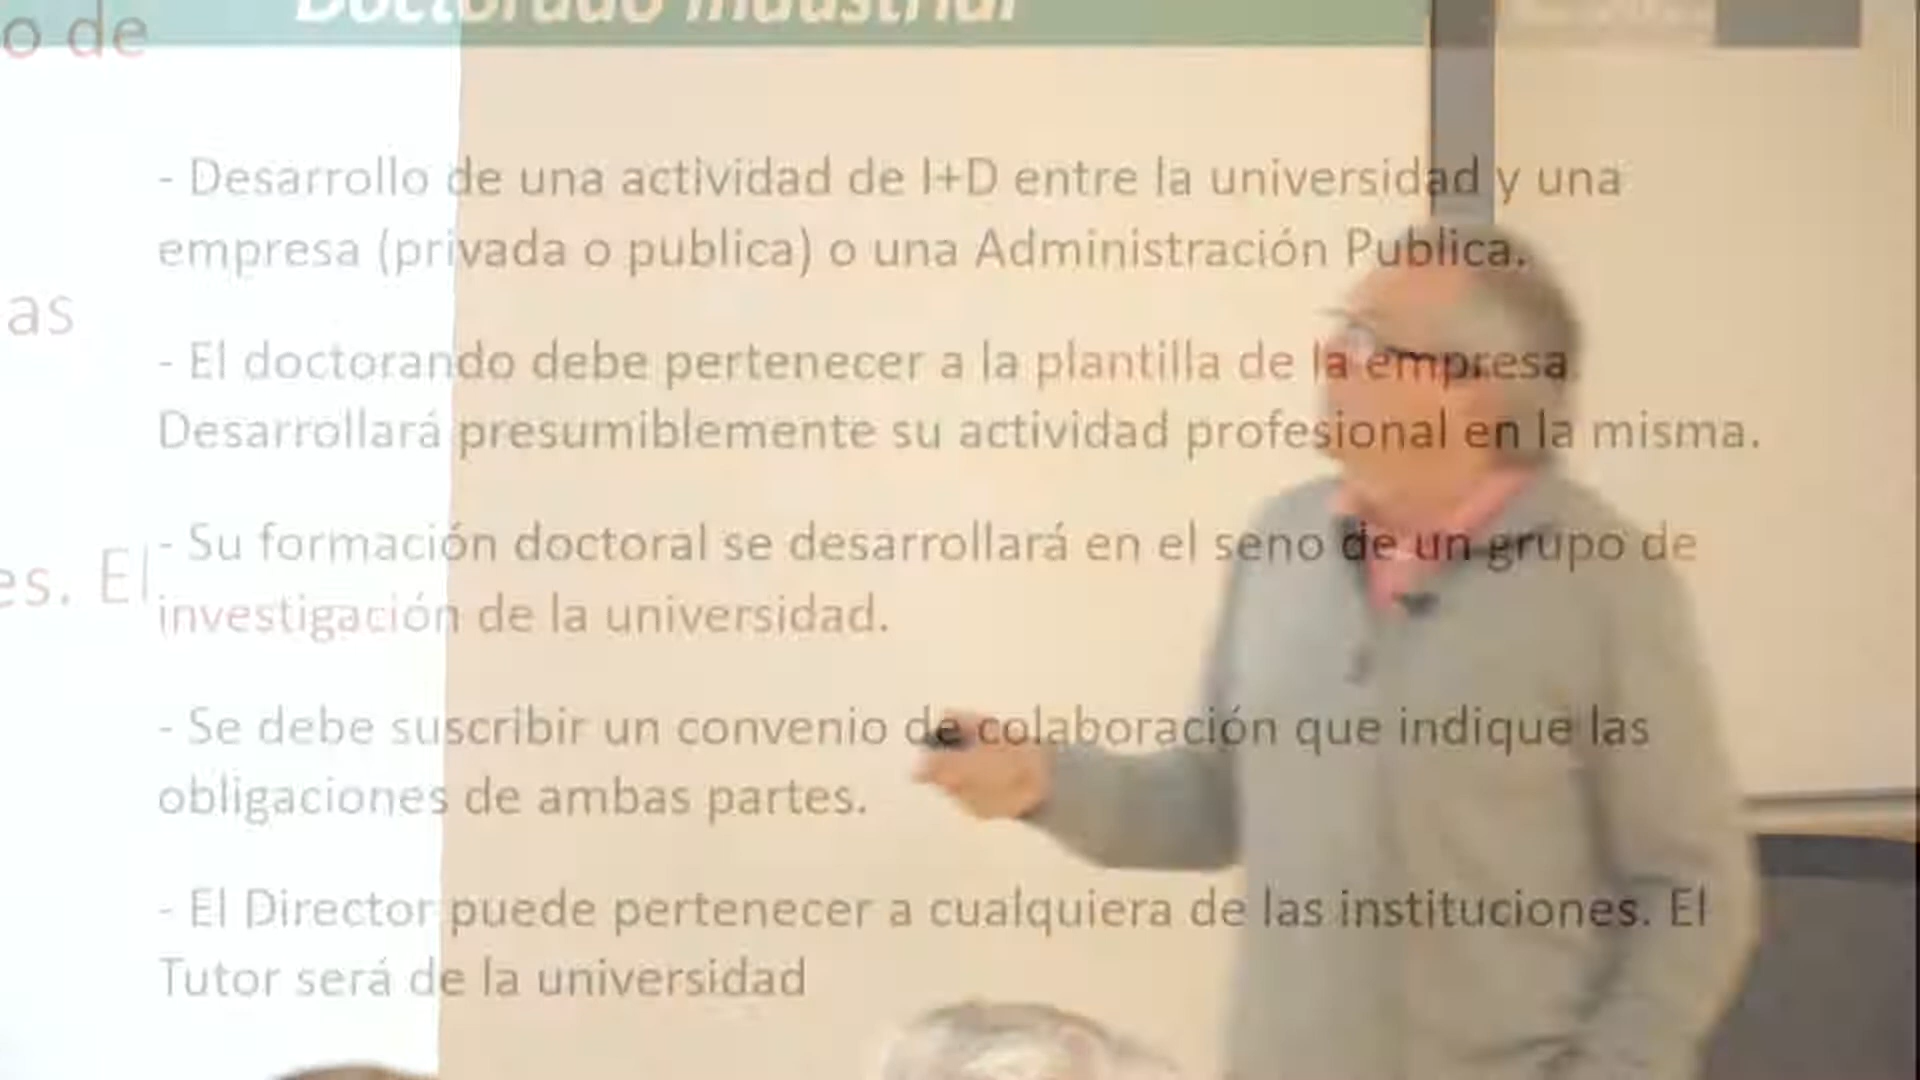 Doctorado Industrial
o de
- Desarrollo de una actividad de I+D entre la universidad y una
empresa (privada o publica) o una Administración Publica.
as
- El doctorando debe pertenecer a la plantilla de la empresa.
Desarrollará presumiblemente su actividad profesional en la misma.
- Su formación doctoral se desarrollará en el seno de un grupo de
es. El
investigación de la universidad.
- Se debe suscribir un convenio de colaboración que indique las
obligaciones de ambas partes.
- El Director puede pertenecer a cualquiera de las instituciones. El
Tutor será de la universidad